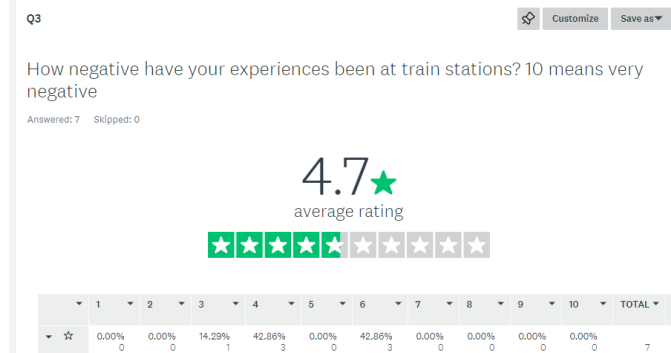 Q3
Customize
Save as
How negative have your experiences been at train stations? 10 means very
negative
Answered: 7 Skipped: 0
4.7
average rating
1 2 3 4 5 6 7 8 9 10 TOTAL
0.00% 0.00% 14.29% 42.86% 0.00% 42.86% 0.00% 0.00% 0.00% 0.00%
0 0 1 3 0 3 0 0 0 0 7